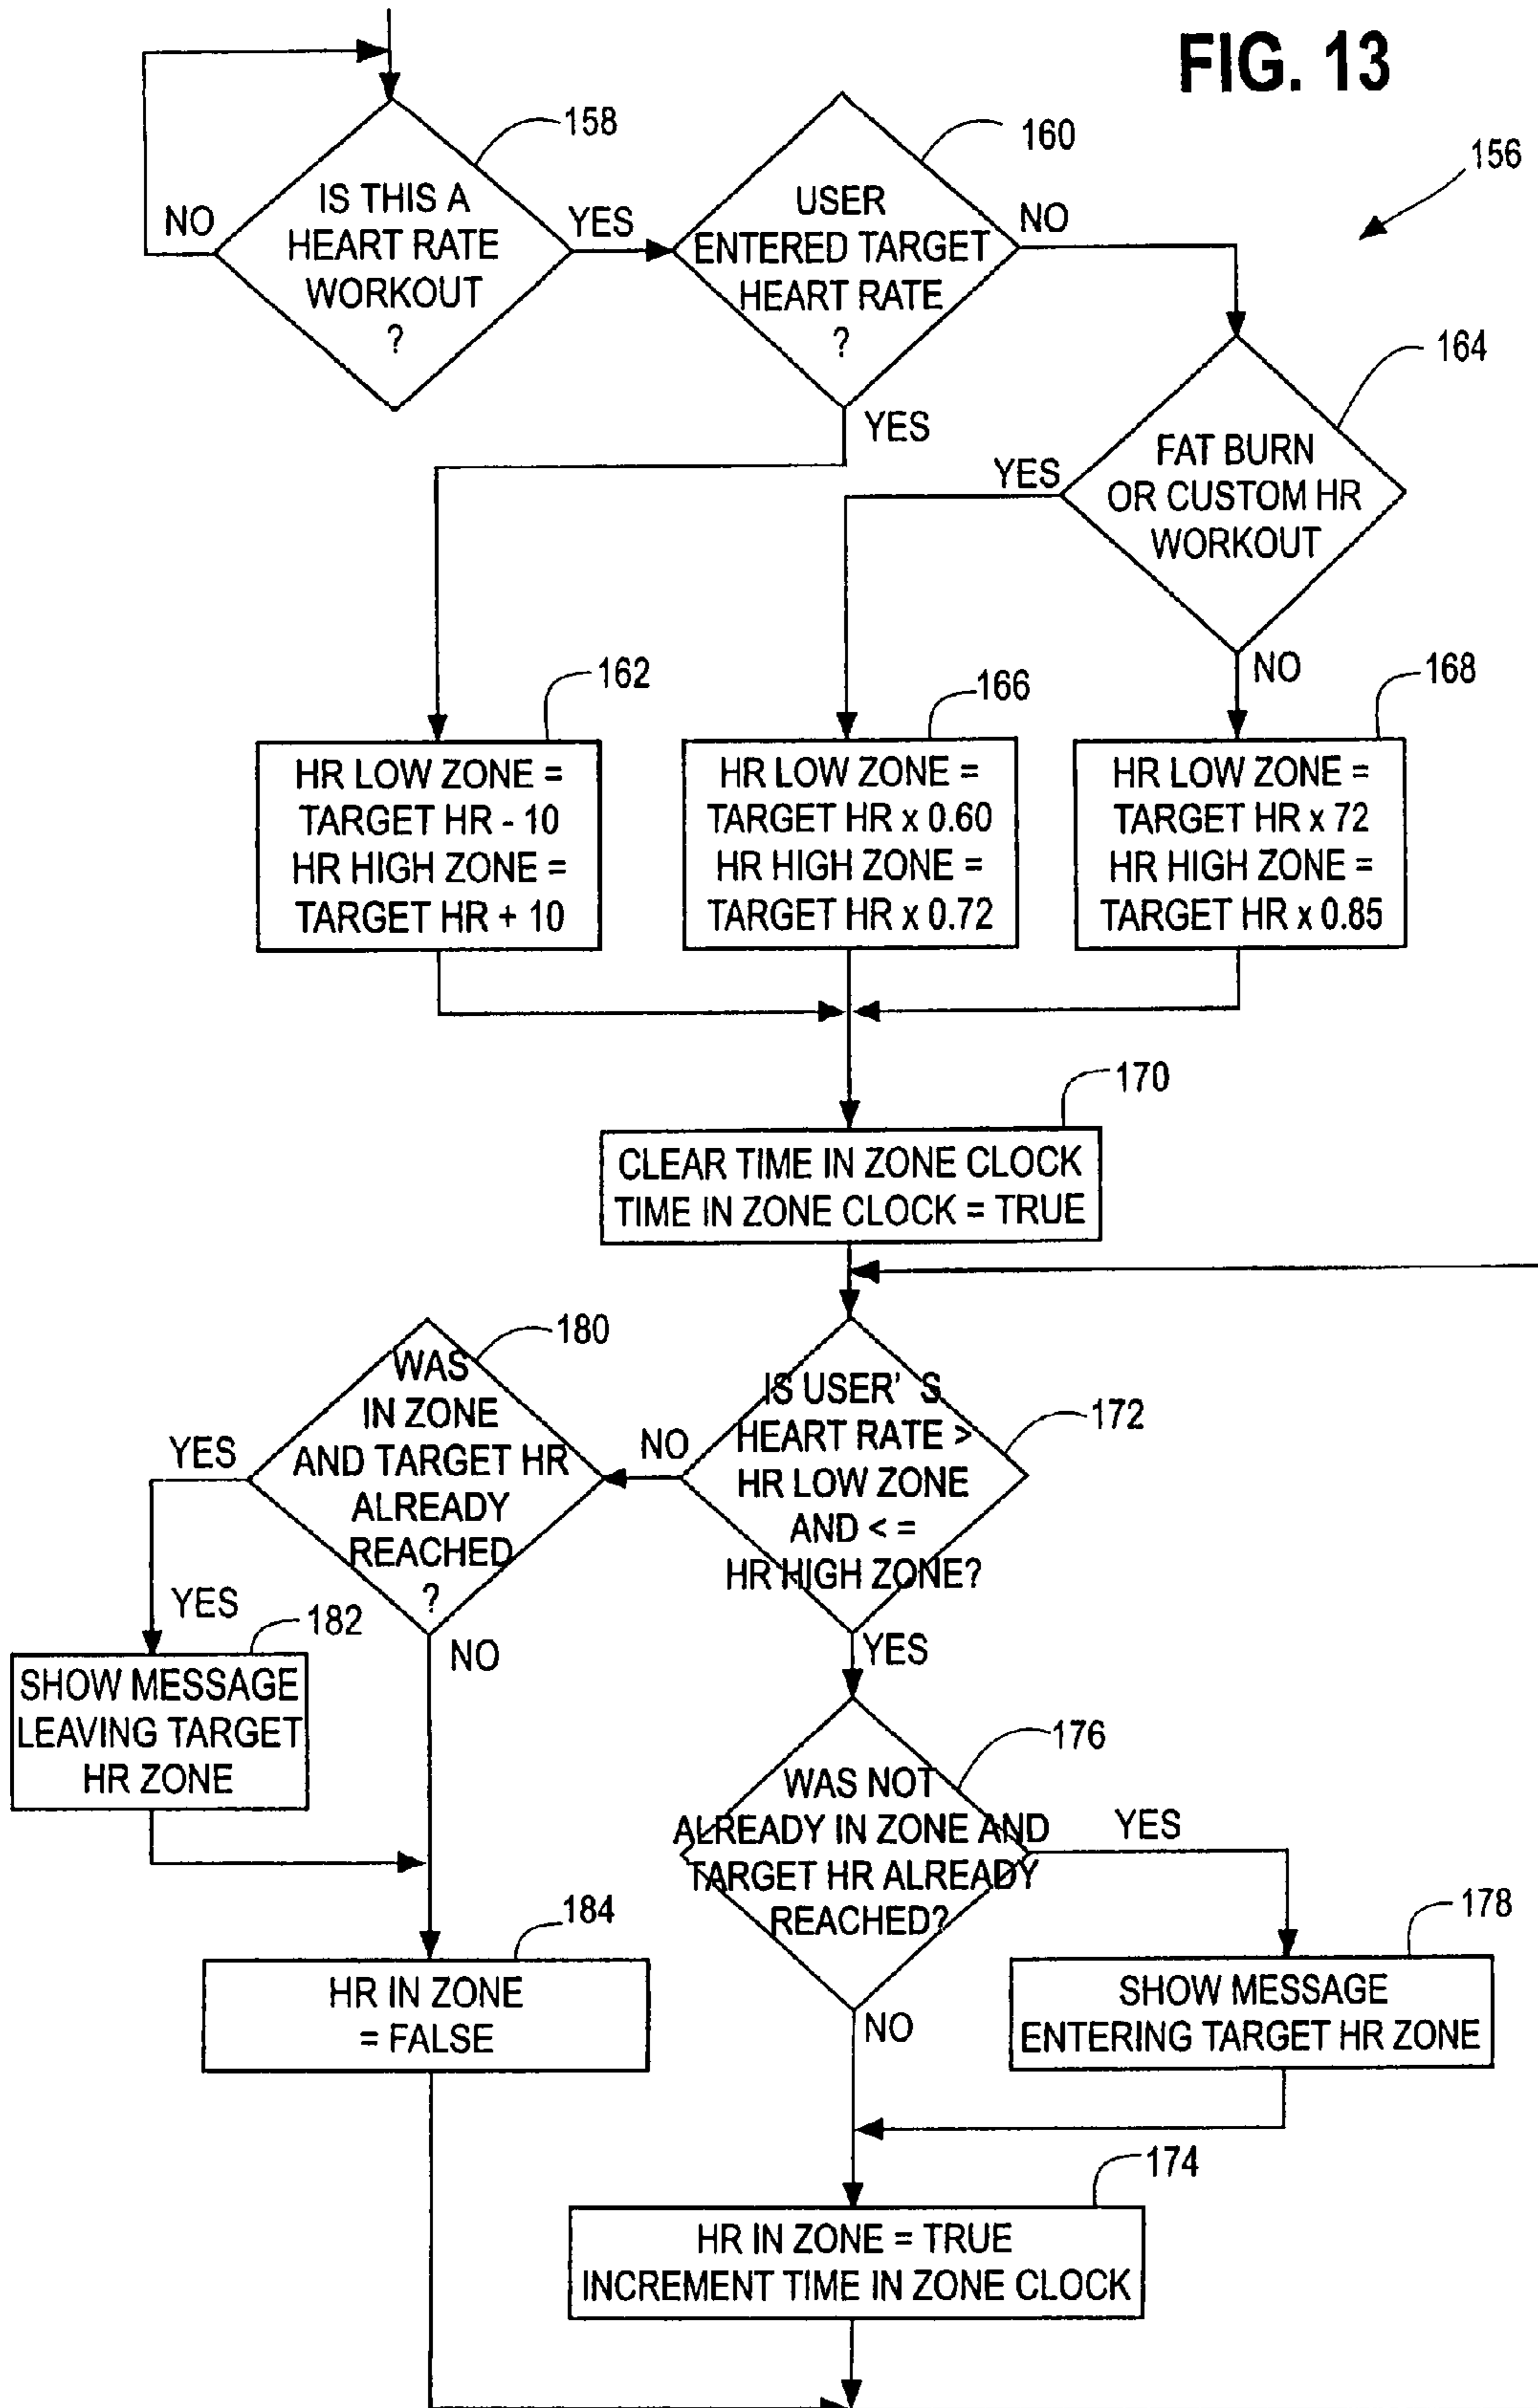 FIG. 13
156
158
IS THIS A
HEART RATE
WORKOUT
?
NO
YES
160
USER
ENTERED TARGET
HEART RATE
?
NO
YES
164
FAT BURN
OR CUSTOM HR
WORKOUT
YES
NO
162
HR LOW ZONE =
TARGET HR - 10
HR HIGH ZONE =
TARGET HR + 10
166
HR LOW ZONE =
TARGET HR x 0.60
HR HIGH ZONE =
TARGET HR x 0.72
168
HR LOW ZONE =
TARGET HR x 72
HR HIGH ZONE =
TARGET HR x 0.85
170
CLEAR TIME IN ZONE CLOCK
TIME IN ZONE CLOCK = TRUE
172
IS USER' S
HEART RATE >
HR LOW ZONE
AND < =
HR HIGH ZONE?
NO
YES
180
WAS
IN ZONE
AND TARGET HR
ALREADY
REACHED
?
YES
YES
NO
182
SHOW MESSAGE
LEAVING TARGET
HR ZONE
176
WAS NOT
ALREADY IN ZONE AND
TARGET HR ALREADY
REACHED?
YES
NO
178
SHOW MESSAGE
ENTERING TARGET HR ZONE
184
HR IN ZONE
= FALSE
174
HR IN ZONE = TRUE
INCREMENT TIME IN ZONE CLOCK